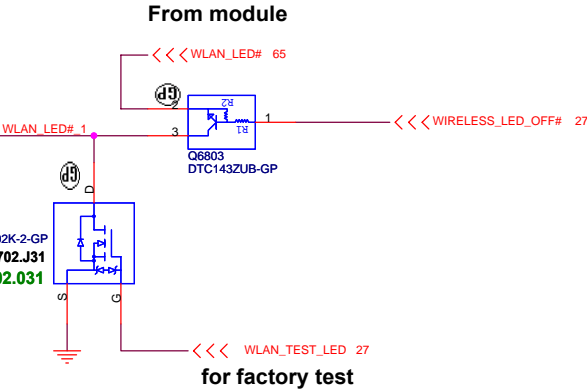 From module
WLAN_LED# 65
GP
2
R2
R1
1
WLAN_LED#_1
3
WIRELESS_LED_OFF# 27
Q6803
DTC143ZUB-GP
GP
D
02K-2-GP
702.J31
02.031
S
G
WLAN_TEST_LED 27
for factory test